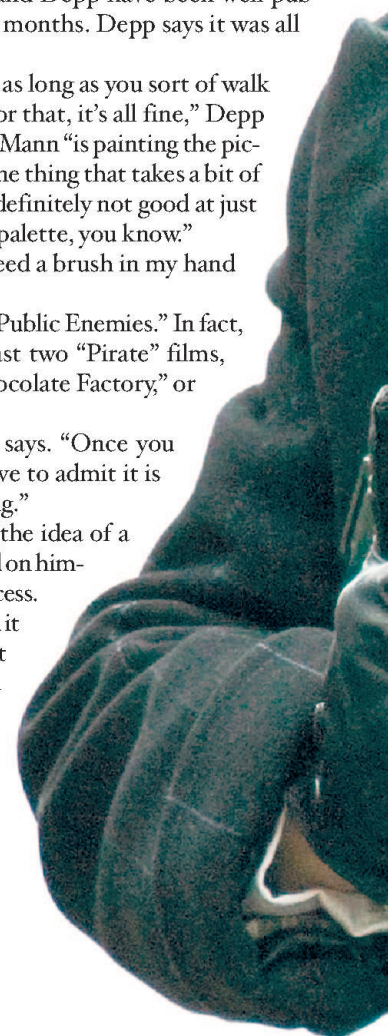 and Depp have been well pub
months. Depp says it was all
as long as you sort of walk
or that, it's all fine,” Depp
Mann “is painting the pic-
ne thing that takes a bit of
definitely not good at just
palette, you know.”
eed a brush in my hand
Public Enemies.” In fact,
ast two “Pirate” films,
ocolate Factory,” or
says. “Once you
ve to admit it is
g.”
the idea of a
d on him-
cess.
it
t